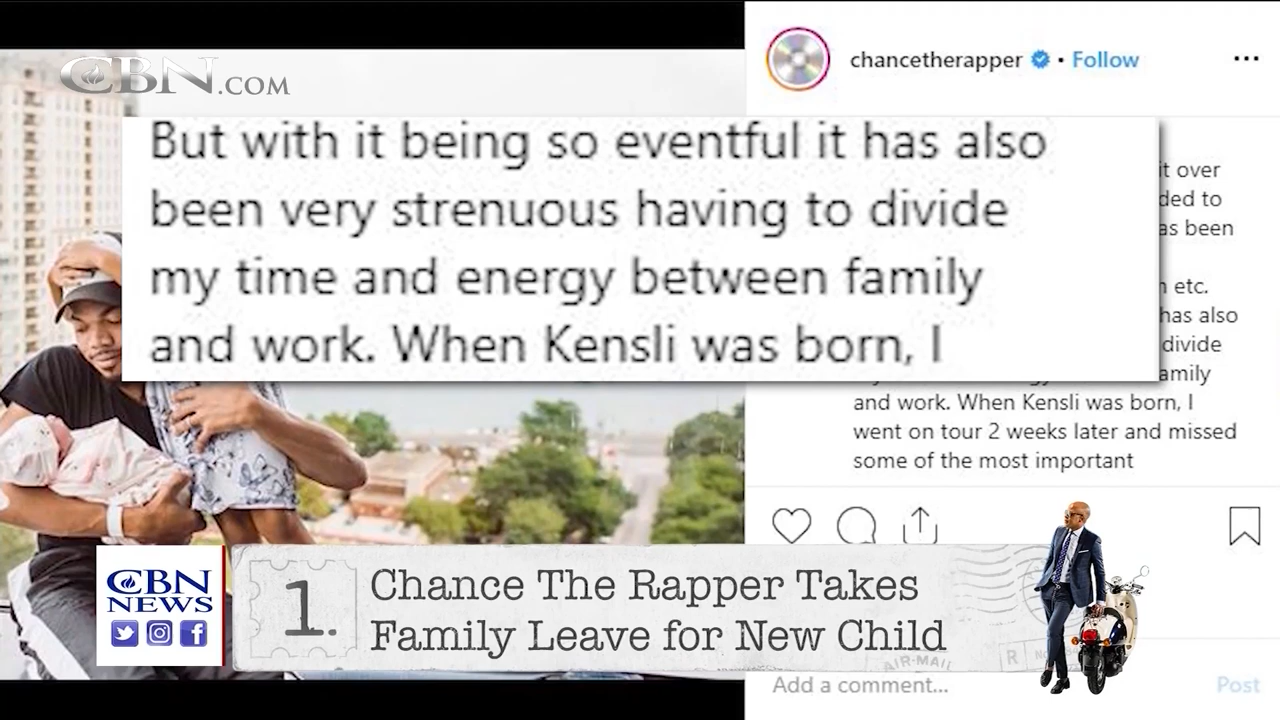 CBN.COM
chancetherapper • Follow
But with it being so eventful it has also
been very strenuous having to divide
my time and energy between family
and work. When Kensli was born, I
it over
as been
etc.
has also
divide
amily
and work. When Kensli was born, I
went on tour 2 weeks later and missed
some of the most important
CBN
NEWS
1.
Chance The Rapper Takes
Family Leave for New Child
AIR-MAIL
R
Add a comment...
Post